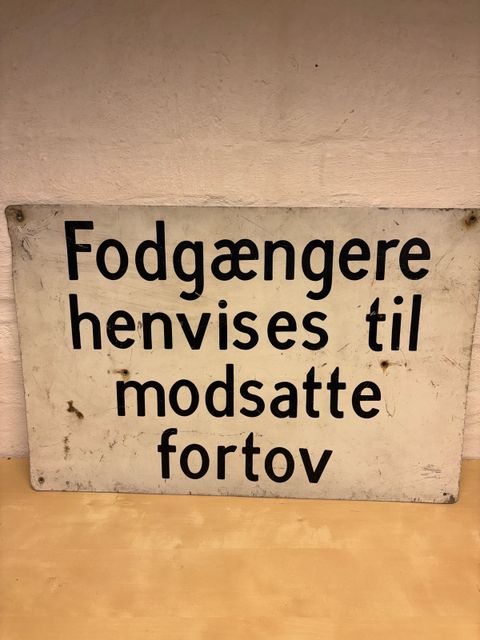 Fodgængere
henvises til
modsatte
fortov